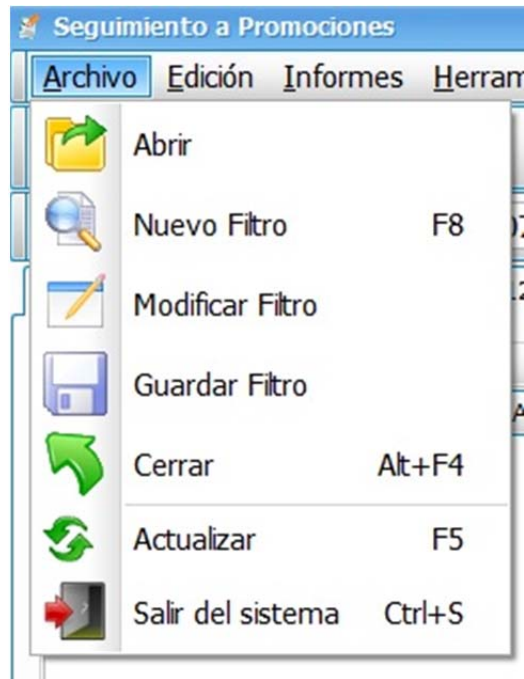 Seguimiento a Promociones
Archivo Edición Informes
Abrir
Nuevo Filtro F8
Modificar Filtro
Guardar Filtro
Cerrar Alt+F4
Actualizar F5
Salir del sistema Ctrl+S